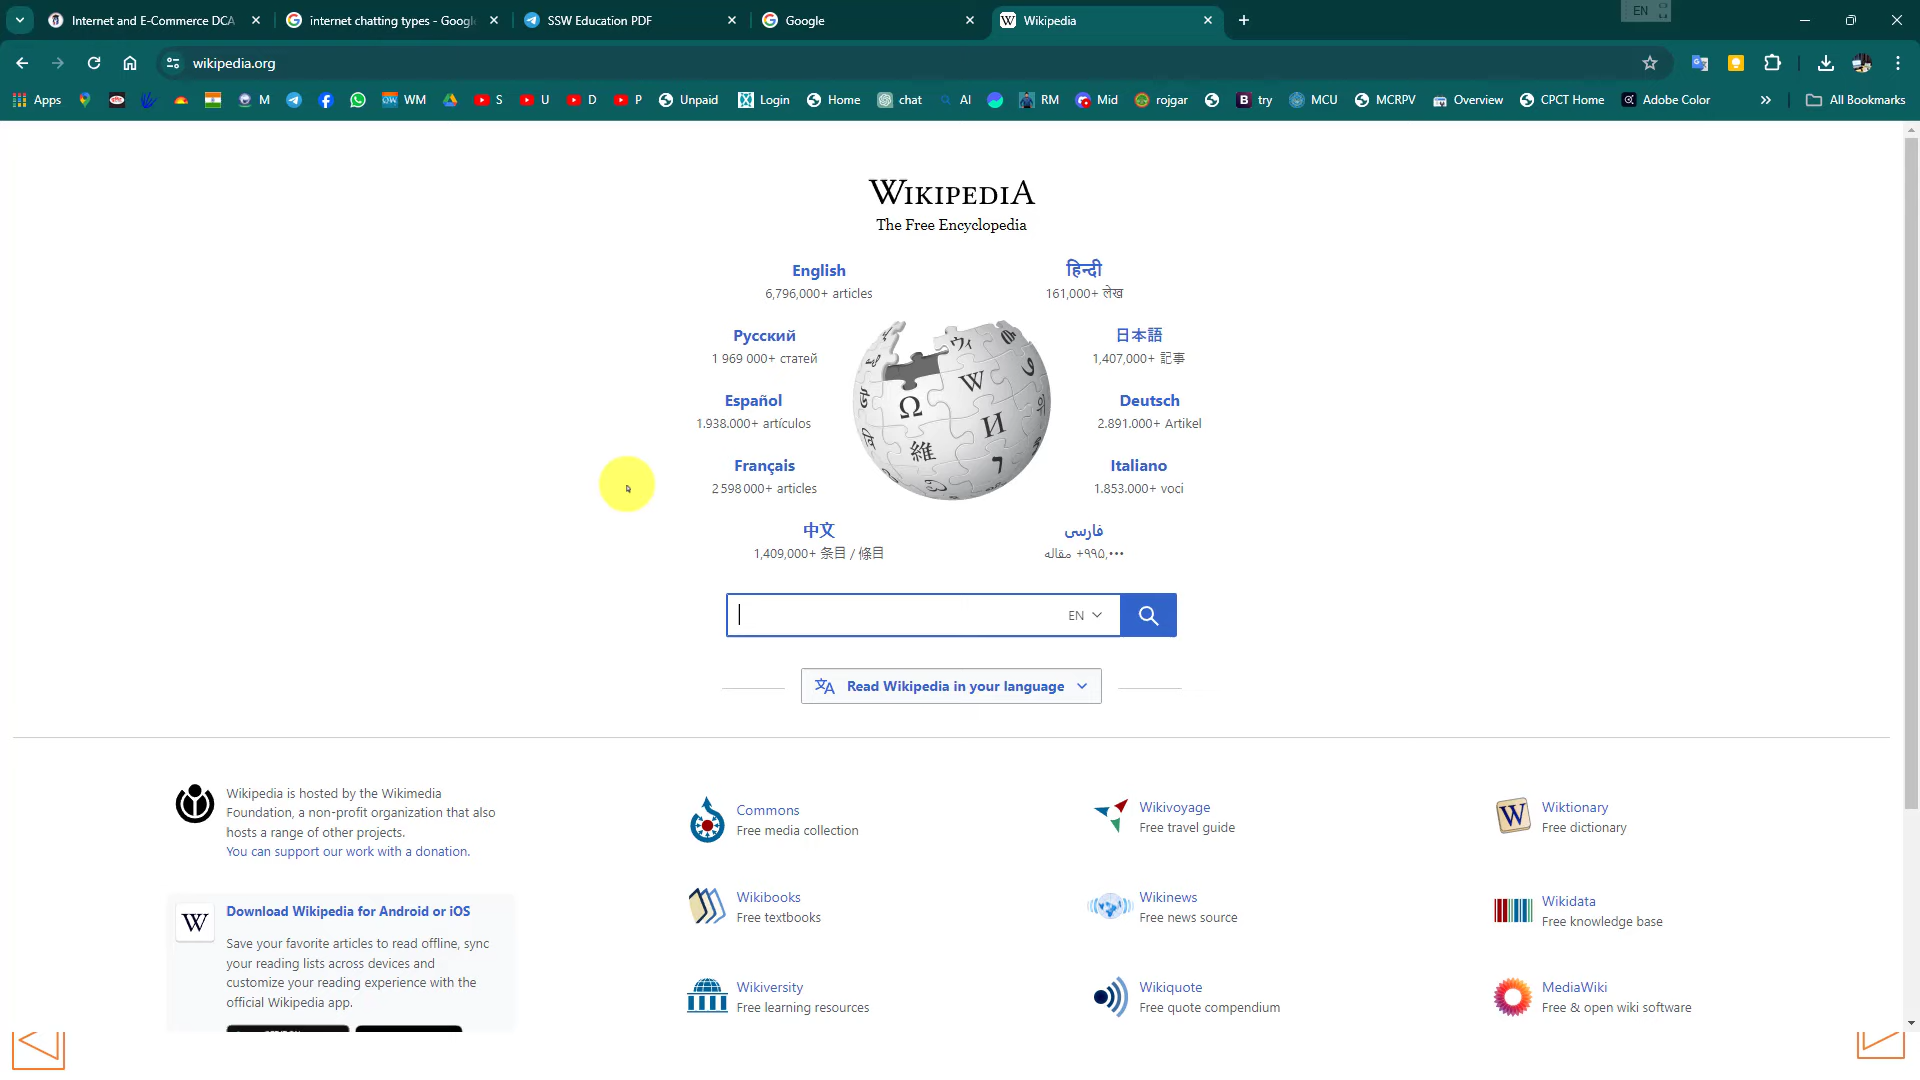 Internet and E-Commerce DCA
internet chatting types - Google
SSW Education PDF
Google
Wikipedia
EN
wikipedia.org
Apps
M
WM
S
U
D
P
Unpaid
Login
Home
chat
AI
RM
Mid
rojgar
try
MCU
MCRPV
Overview
CPCT Home
Adobe Color
All Bookmarks
WIKIPEDIA
The Free Encyclopedia
English
6,796,000+ articles
हिन्दी
161,000+ लेख
Русский
1 969 000+ статей
日本語
1,407,000+ 記事
Español
1.938.000+ artículos
Deutsch
2.891.000+ Artikel
Français
2 598 000+ articles
Italiano
1.853.000+ voci
中文
1,409,000+ 条目 / 條目
فارسی
۹۹۵٬۰۰۰+ مقاله
EN
Read Wikipedia in your language
Wikipedia is hosted by the Wikimedia
Foundation, a non-profit organization that also
hosts a range of other projects.
You can support our work with a donation.
Download Wikipedia for Android or iOS
Save your favorite articles to read offline, sync
your reading lists across devices and
customize your reading experience with the
official Wikipedia app.
Commons
Free media collection
Wikivoyage
Free travel guide
Wiktionary
Free dictionary
Wikibooks
Free textbooks
Wikinews
Free news source
Wikidata
Free knowledge base
Wikiversity
Free learning resources
Wikiquote
Free quote compendium
MediaWiki
Free & open wiki software